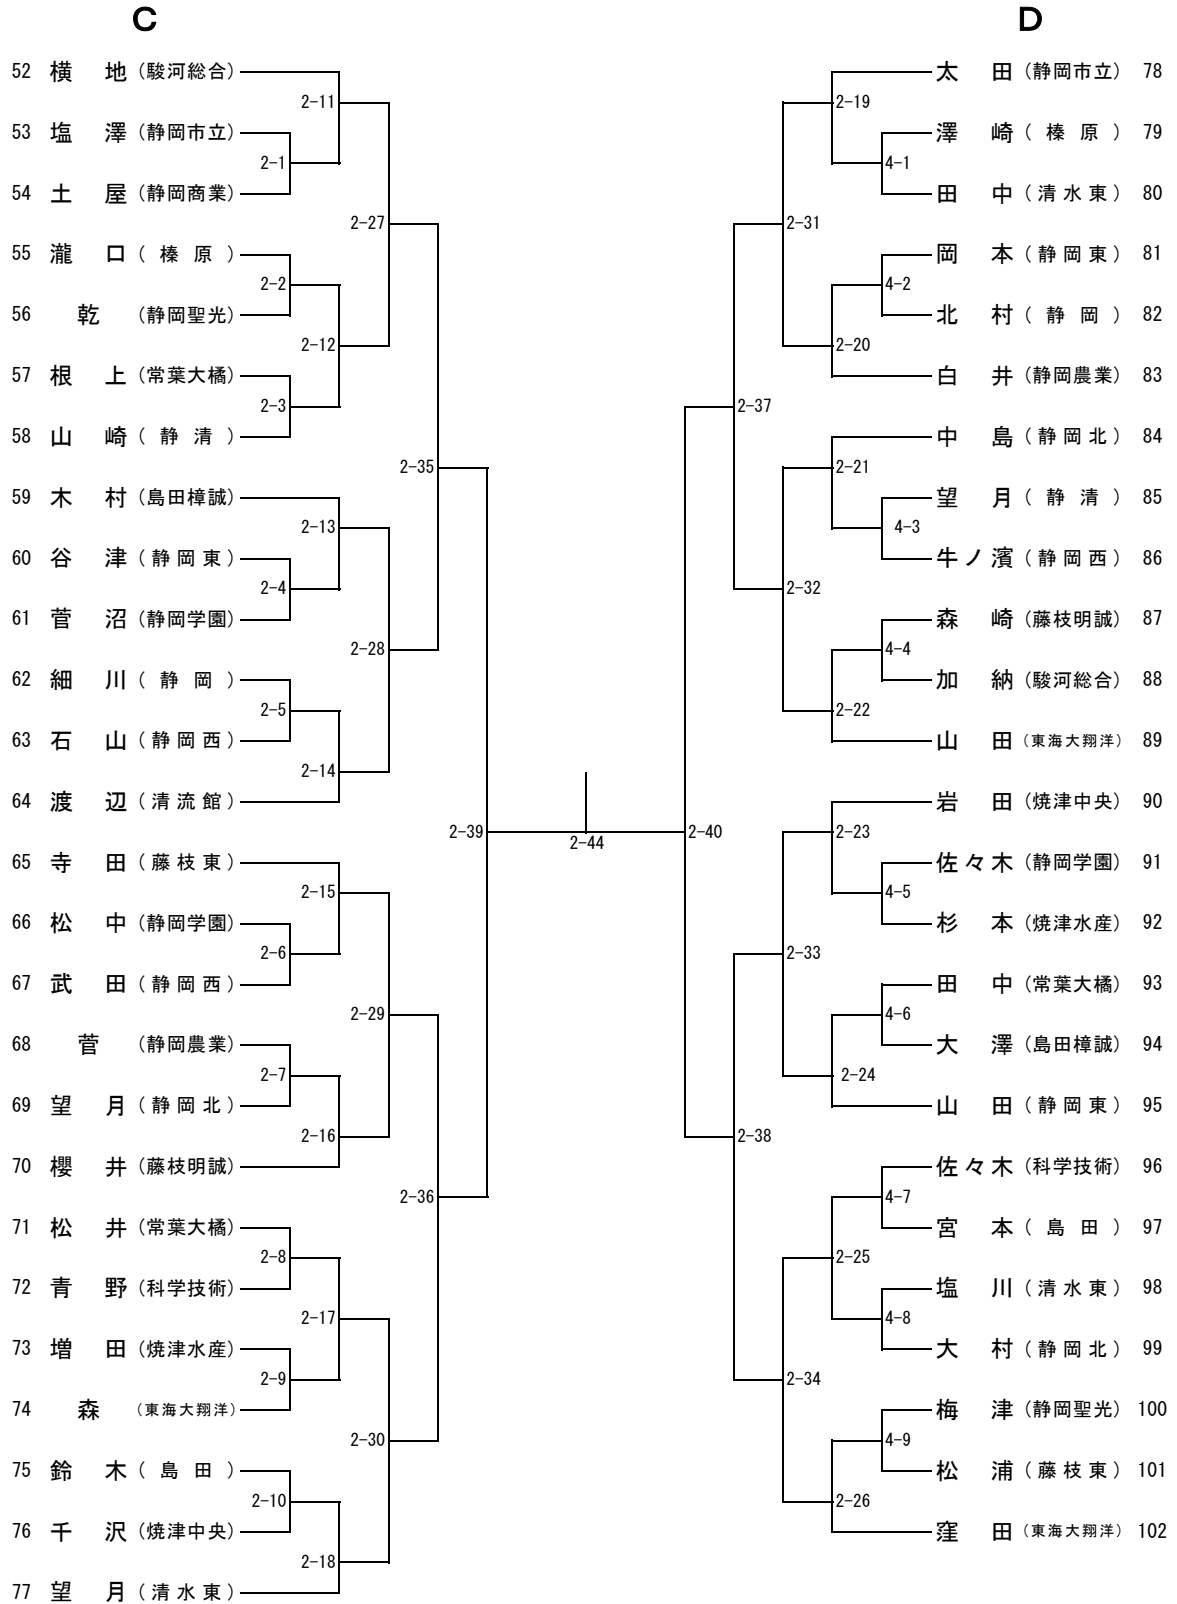 C
52 横 地 (駿河総合)
2-11
53 塩 澤 (静岡市立)
2-1
54 土 屋 (静岡商業)
2-27
55 瀧 口 ( 榛 原 )
2-2
56 乾 (静岡聖光)
2-12
57 根 上 (常葉大橘)
2-3
58 山 崎 ( 静 清 )
2-35
59 木 村 (島田樟誠)
2-13
60 谷 津 ( 静 岡 東 )
2-4
61 菅 沼 (静岡学園)
2-28
62 細 川 ( 静 岡 )
2-5
63 石 山 ( 静 岡 西 )
2-14
64 渡 辺 ( 清 流 館 )
2-39
65 寺 田 ( 藤 枝 東 )
2-15
66 松 中 (静岡学園)
2-6
67 武 田 ( 静 岡 西 )
2-29
68 菅 (静岡農業)
2-7
69 望 月 ( 静 岡 北 )
2-16
70 櫻 井 (藤枝明誠)
2-36
71 松 井 (常葉大橘)
2-8
72 青 野 (科学技術)
2-17
73 増 田 (焼津水産)
2-9
74 森 (東海大翔洋)
2-30
75 鈴 木 ( 島 田 )
2-10
76 千 沢 (焼津中央)
2-18
77 望 月 ( 清 水 東 )
2-44
D
太 田 (静岡市立) 78
2-19
澤 崎 ( 榛 原 ) 79
4-1
田 中 ( 清 水 東 ) 80
2-31
岡 本 ( 静 岡 東 ) 81
4-2
北 村 ( 静 岡 ) 82
2-20
白 井 (静岡農業) 83
2-37
中 島 ( 静 岡 北 ) 84
2-21
望 月 ( 静 清 ) 85
4-3
牛ノ濱 ( 静 岡 西 ) 86
2-32
森 崎 (藤枝明誠) 87
4-4
加 納 (駿河総合) 88
2-22
山 田 (東海大翔洋) 89
岩 田 (焼津中央) 90
2-40
2-23
佐々木 (静岡学園) 91
4-5
杉 本 (焼津水産) 92
2-33
田 中 (常葉大橘) 93
4-6
大 澤 (島田樟誠) 94
2-24
山 田 ( 静 岡 東 ) 95
2-38
佐々木 (科学技術) 96
4-7
宮 本 ( 島 田 ) 97
2-25
塩 川 ( 清 水 東 ) 98
4-8
大 村 ( 静 岡 北 ) 99
2-34
梅 津 (静岡聖光) 100
4-9
松 浦 ( 藤 枝 東 ) 101
2-26
窪 田 (東海大翔洋) 102